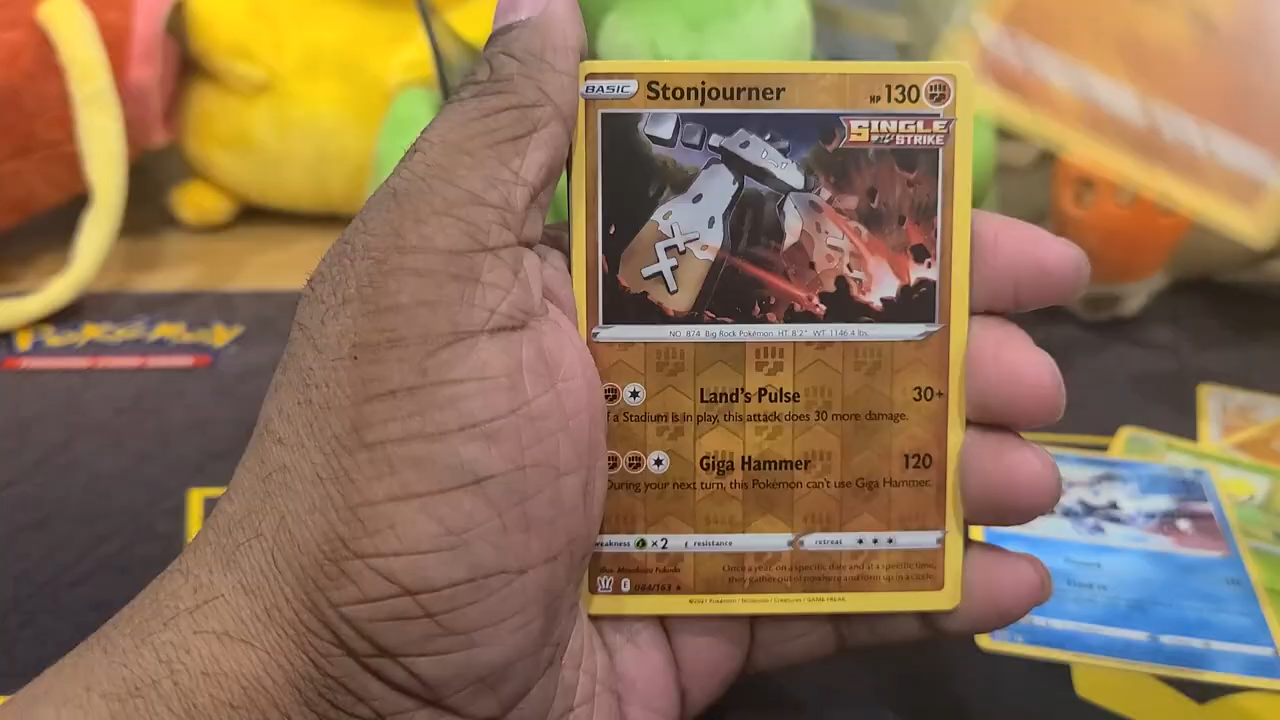 BASIC Stonjourner HP 130
SINGLE
STRIKE
NO. 874 Big Rock Pokémon HT 8'2" WT 1146.4 lbs.
Land's Pulse 30+
f a Stadium is in play, this attack does 30 more damage.
Giga Hammer 120
During your next turn, this Pokémon can't use Giga Hammer.
weakness ×2 resistance retreat
Illus. Masakazu Fukuda
Once a year, on a specific date and at a specific time,
they gather out of nowhere and form up in a circle.
E 084/163 ★
©2021 Pokémon / Nintendo / Creatures / GAME FREAK
POKÉMON